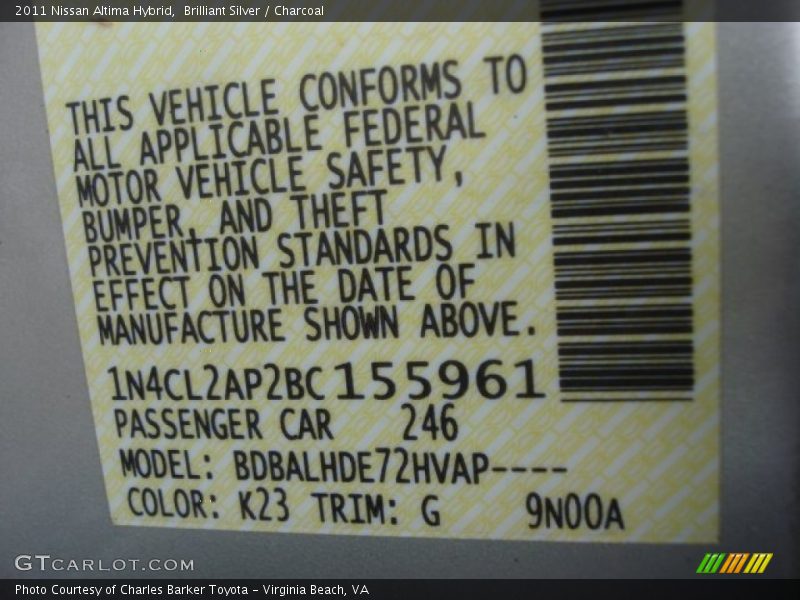 2011 Nissan Altima Hybrid,  Brilliant Silver / Charcoal
THIS VEHICLE CONFORMS TO
ALL APPLICABLE FEDERAL
MOTOR VEHICLE SAFETY,
BUMPER, AND THEFT
PREVENTION STANDARDS IN
EFFECT ON THE DATE OF
MANUFACTURE SHOWN ABOVE.
1N4CL2AP2BC155961
PASSENGER CAR 246
MODEL: BDBALHDE72HVAP----
COLOR: K23 TRIM: G 9N00A
GTCARLOT.COM
Photo Courtesy of Charles Barker Toyota - Virginia Beach, VA